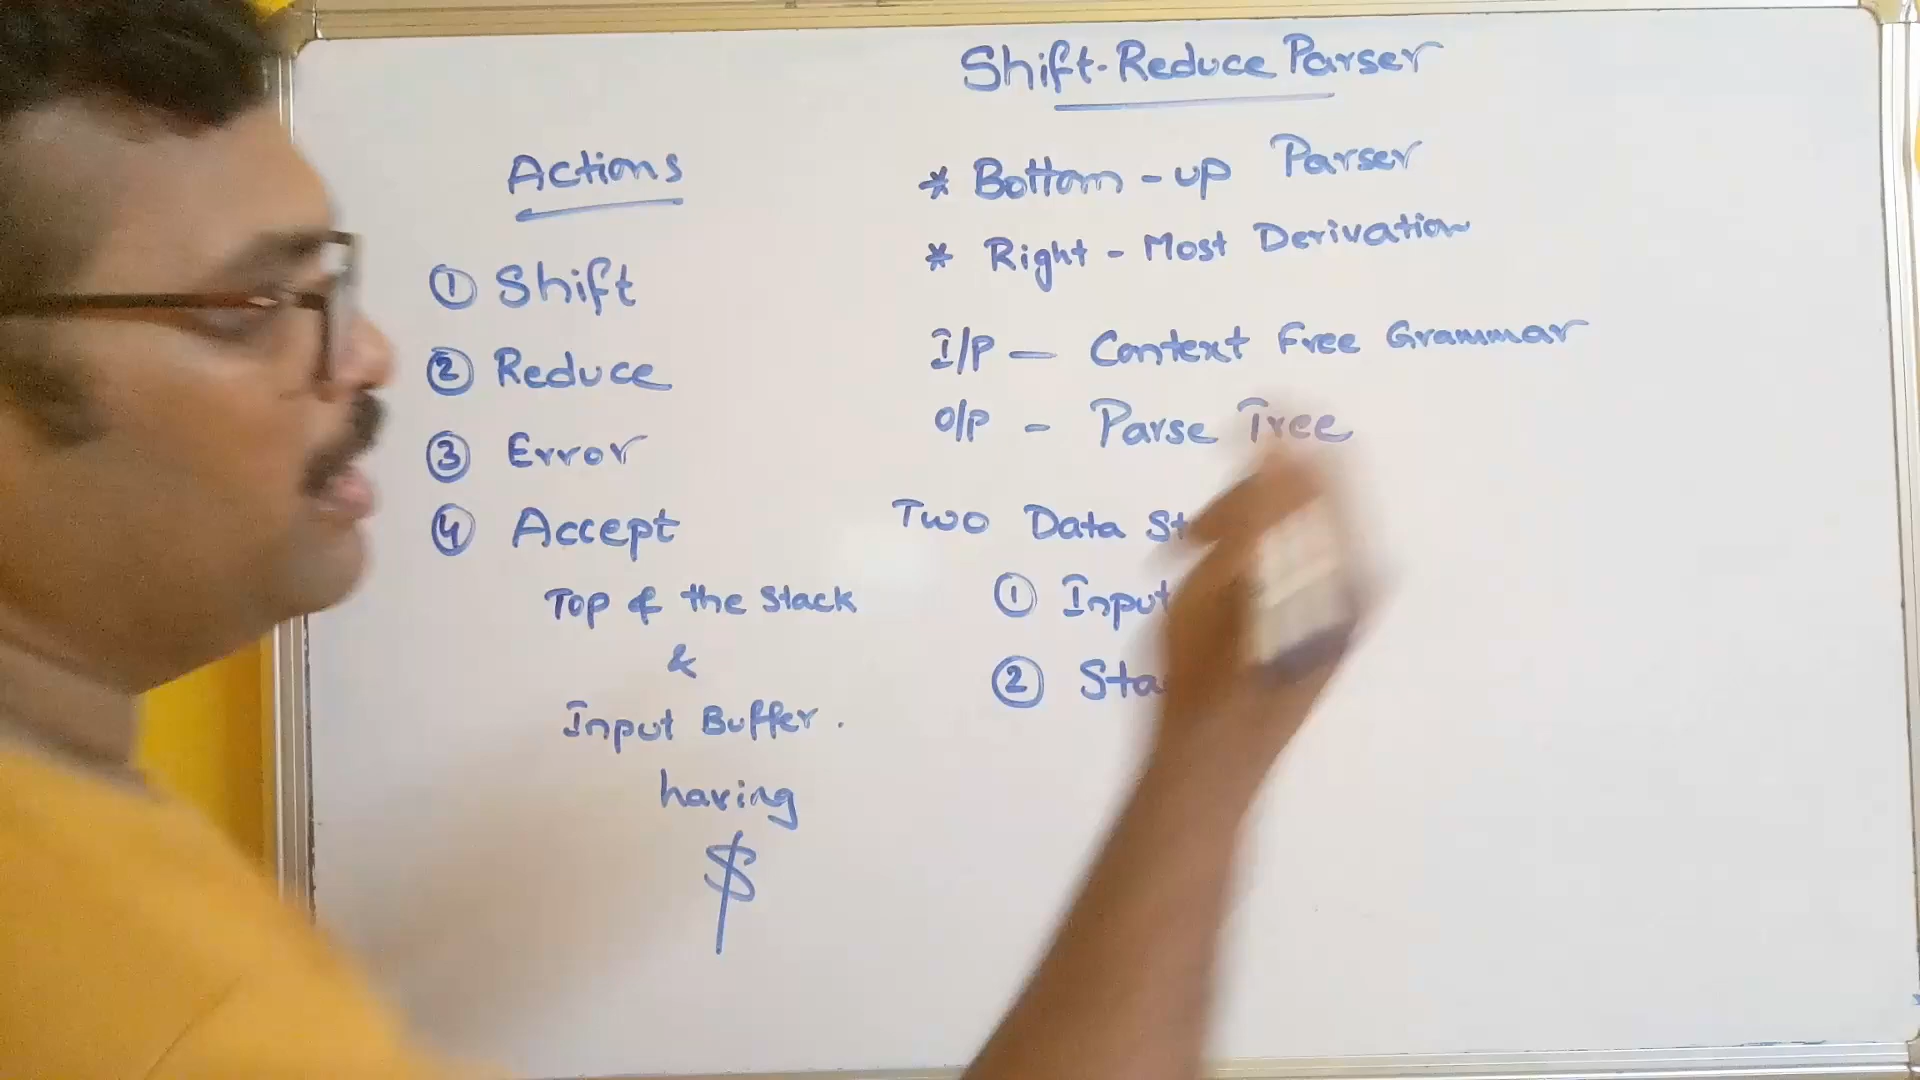 Shift-Reduce Parser
Actions
① Shift
② Reduce
③ Error
④ Accept
Top of the Stack
&
Input Buffer.
having
$
* Bottom-up Parser
* Right-Most Derivation
I/P — Context Free Grammar
O/P - Parse Tree
Two Data
① Input
②